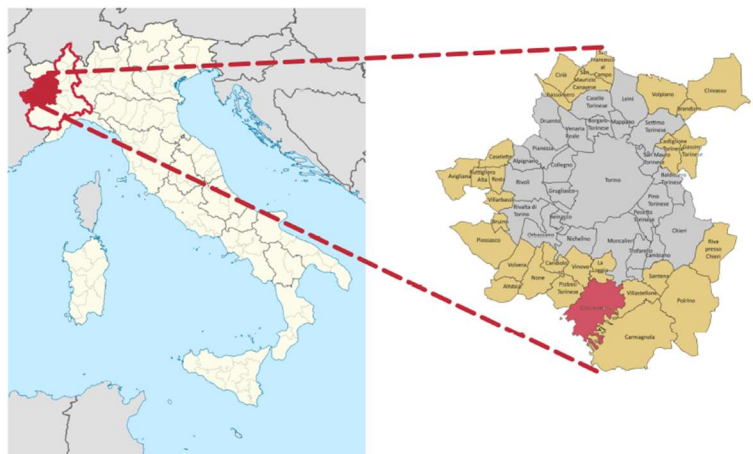 San
Francesco al
Campo
Ciriè
San
Maurizio
Canavese
Chivasso
Volpiano
Caselle
Torinese
Leinì
Brandizzo
Druento
Borgaro
Torinese
Mappano
Settimo
Torinese
Venaria
Reale
Castiglione
Torinese
Gassino
Torinese
Pianezza
San Mauro
Torinese
Caselette
Alpignano
Collegno
Baldissero
Torinese
Avigliana
Buttigliera
Alta
Rosta
Rivoli
Torino
Grugliasco
Pino
Torinese
Villarbasse
Rivalta di
Torino
Beinasco
Pecetto
Torinese
Bruino
Chieri
Orbassano
Nichelino
Moncalieri
Riva
presso
Chieri
Piossasco
Trofarello
Cambiano
Volvera
Candiolo
Vinovo
La
Loggia
Santena
None
Piobesi
Torinese
Villastellone
Poirino
Carmagnola